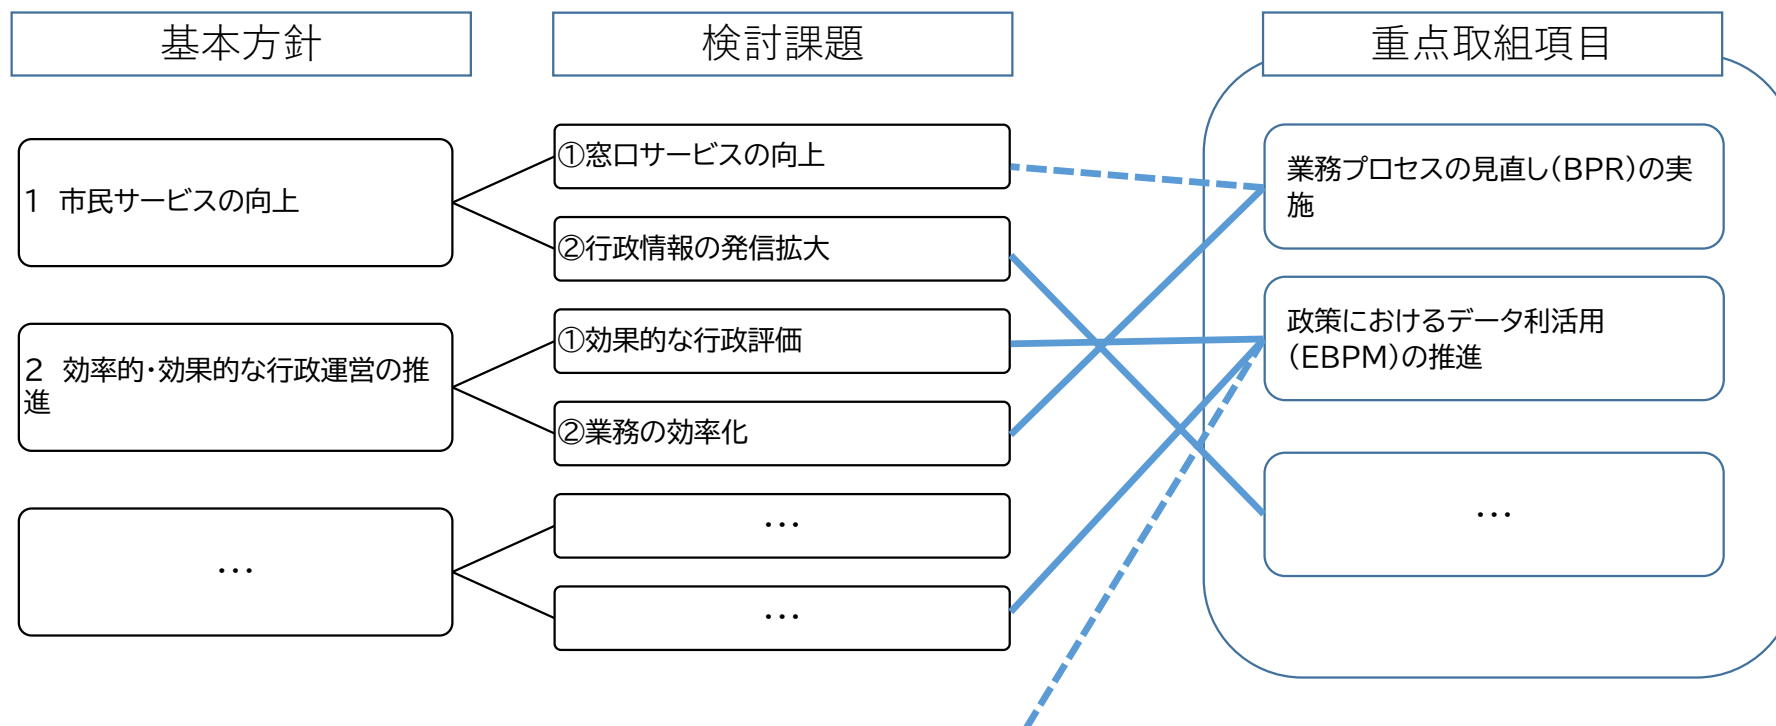 基本方針
検討課題
重点取組項目
1　市民サービスの向上
①窓口サービスの向上
②行政情報の発信拡大
2　効率的・効果的な行政運営の推
進
①効果的な行政評価
②業務の効率化
…
…
…
業務プロセスの見直し(BPR)の実
施
政策におけるデータ利活用
(EBPM)の推進
…